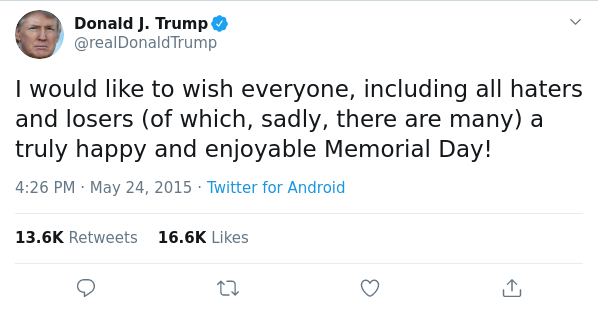 Donald J. Trump
@realDonaldTrump
I would like to wish everyone, including all haters
and losers (of which, sadly, there are many) a
truly happy and enjoyable Memorial Day!
4:26 PM · May 24, 2015 · Twitter for Android
13.6K Retweets 16.6K Likes